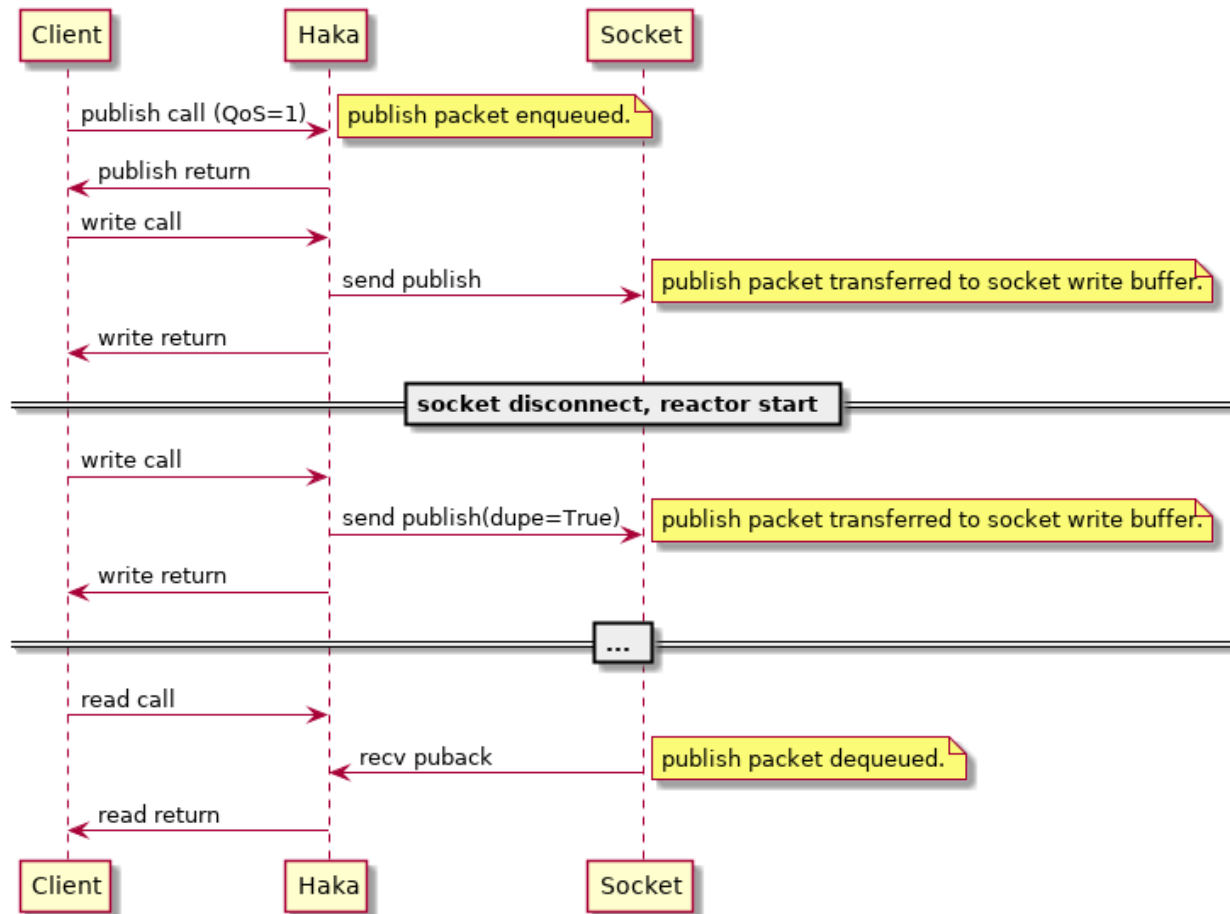 Client Haka Socket
publish call (QoS=1) publish packet enqueued.
publish return
write call
send publish publish packet transferred to socket write buffer.
write return
socket disconnect, reactor start
write call
send publish(dupe=True) publish packet transferred to socket write buffer.
write return
...
read call
recv puback publish packet dequeued.
read return
Client Haka Socket